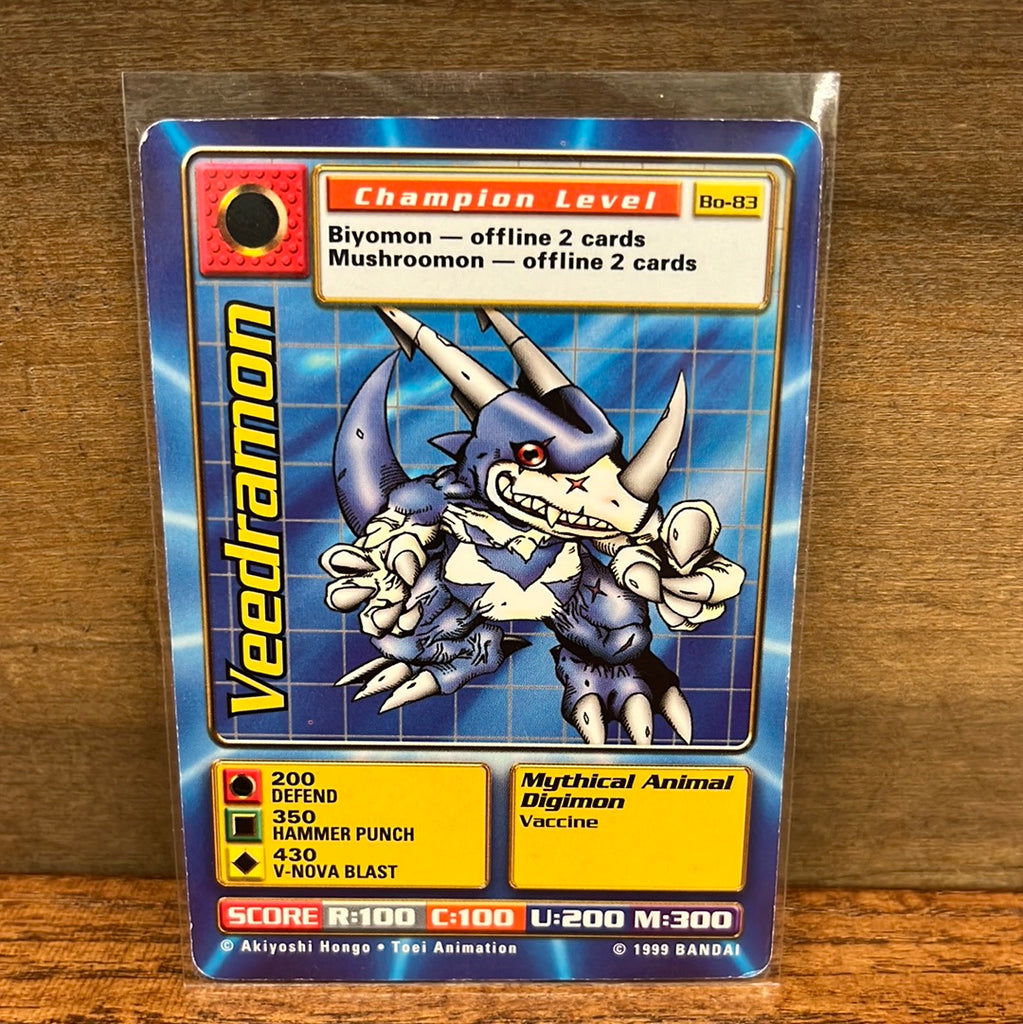 Champion Level
Bo-83
Biyomon — offline 2 cards
Mushroomon — offline 2 cards
Veedramon
200
DEFEND
350
HAMMER PUNCH
430
V-NOVA BLAST
Mythical Animal
Digimon
Vaccine
SCORE R:100 C:100 U:200 M:300
© Akiyoshi Hongo • Toei Animation © 1999 BANDAI